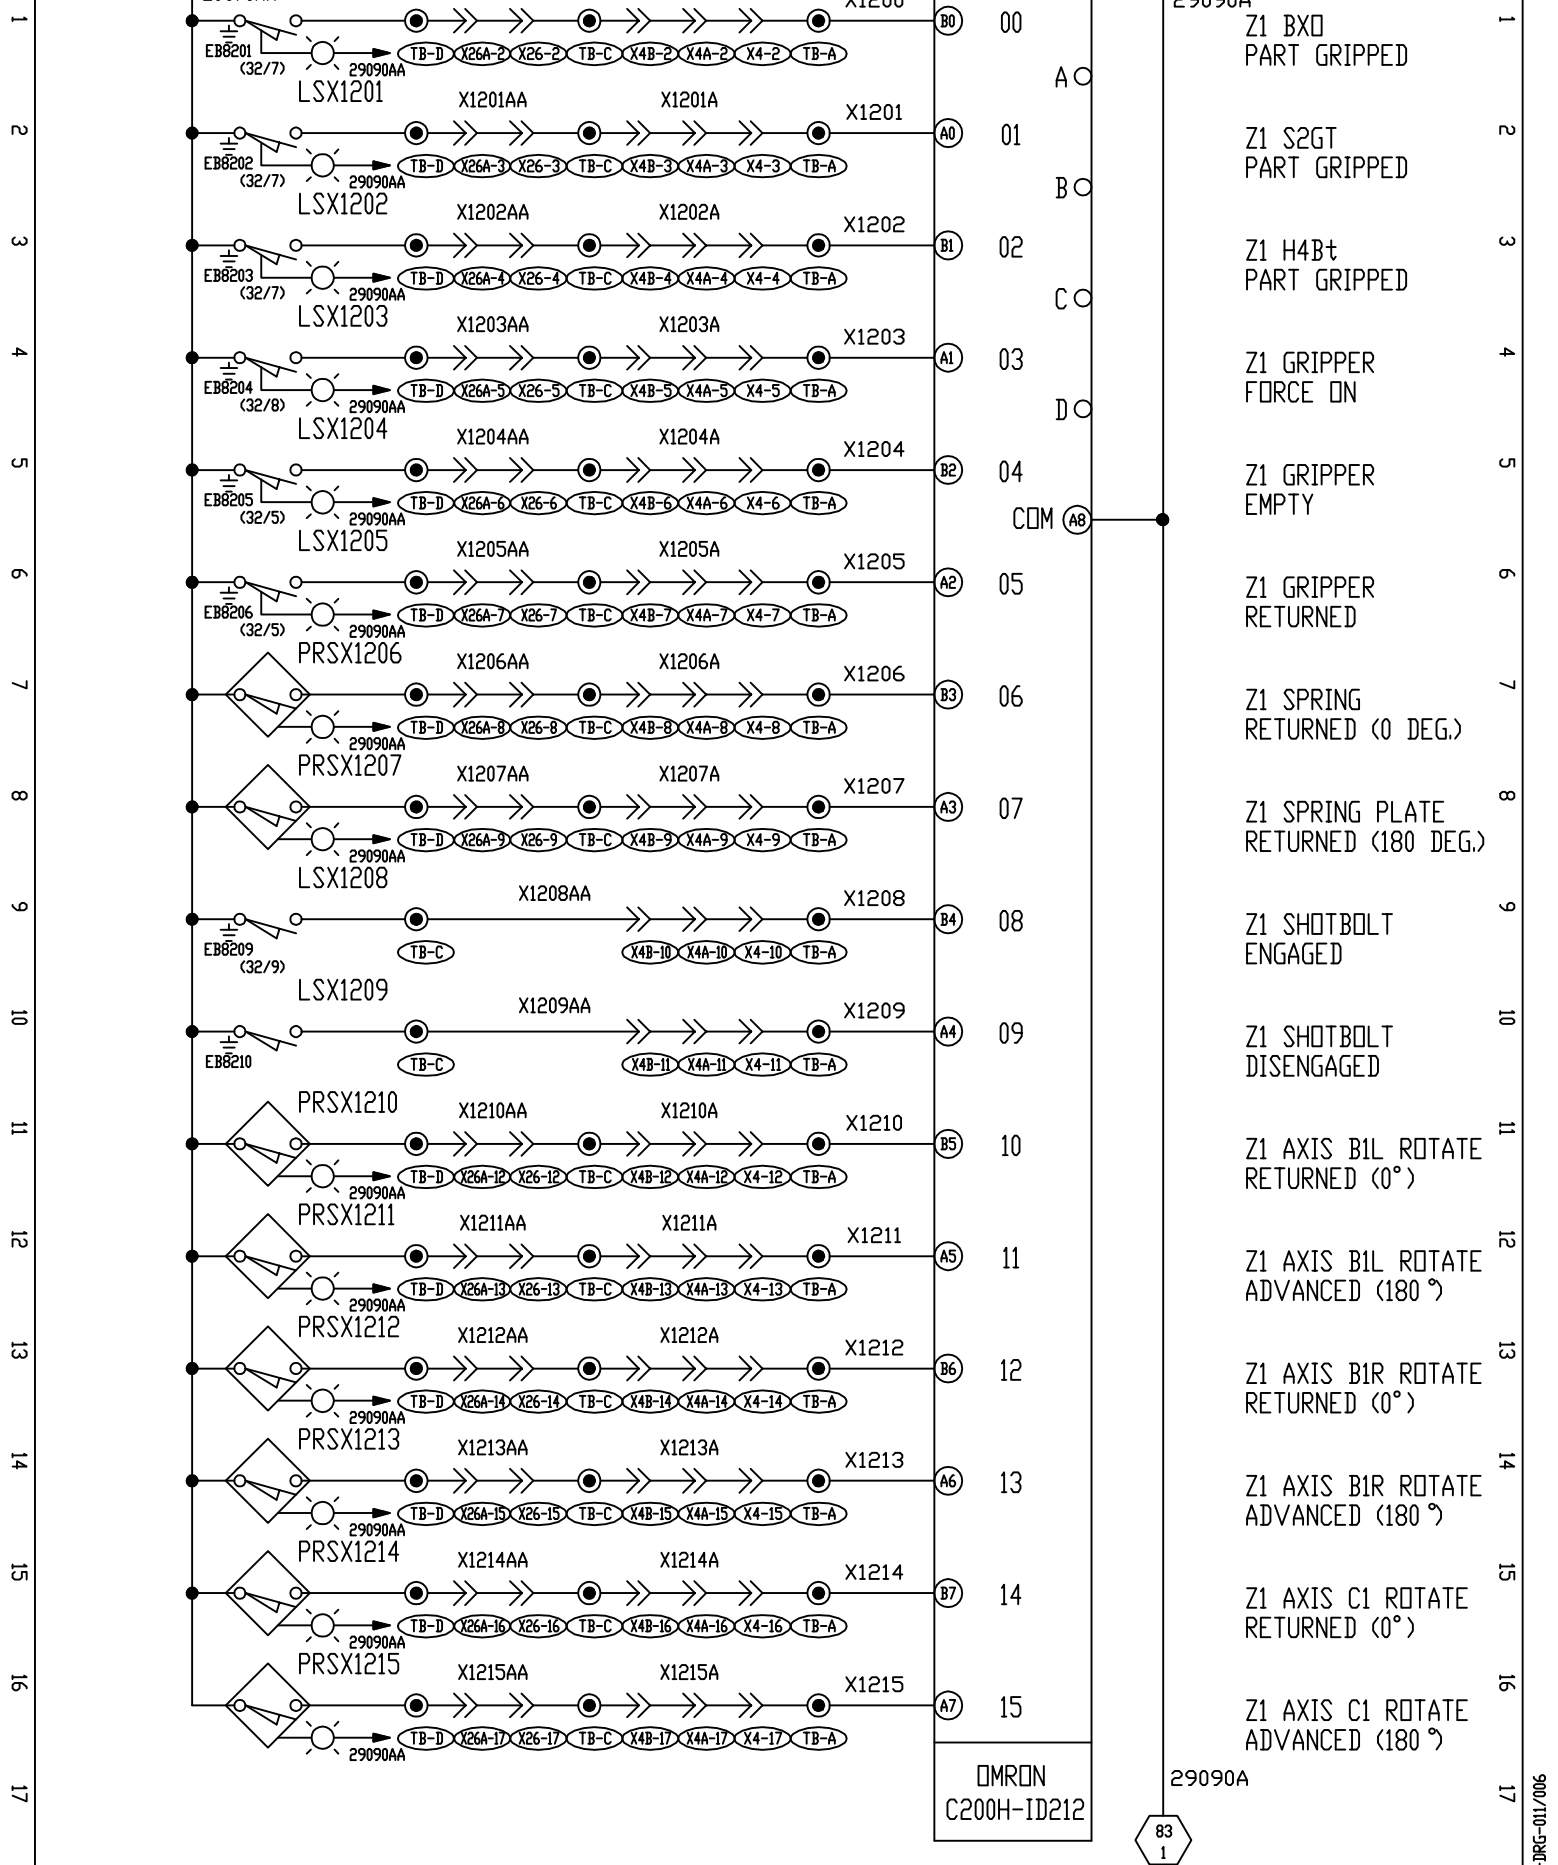 1 EB8201 (32/7) 29090AA TB-D X26A-2 X26-2 TB-C X4B-2 X4A-2 X4-2 TB-A B0 00 A Z1 BXO 1
PART GRIPPED
LSX1201 X1201AA X1201A X1201
2 EB8202 (32/7) 29090AA TB-D X26A-3 X26-3 TB-C X4B-3 X4A-3 X4-3 TB-A A0 01 B Z1 S2GT 2
PART GRIPPED
LSX1202 X1202AA X1202A X1202
3 EB8203 (32/7) 29090AA TB-D X26A-4 X26-4 TB-C X4B-4 X4A-4 X4-4 TB-A B1 02 C Z1 H4Bt 3
PART GRIPPED
LSX1203 X1203AA X1203A X1203
4 EB8204 (32/8) 29090AA TB-D X26A-5 X26-5 TB-C X4B-5 X4A-5 X4-5 TB-A A1 03 D Z1 GRIPPER 4
FORCE ON
LSX1204 X1204AA X1204A X1204
5 EB8205 (32/5) 29090AA TB-D X26A-6 X26-6 TB-C X4B-6 X4A-6 X4-6 TB-A B2 04 COM A8 Z1 GRIPPER 5
EMPTY
LSX1205 X1205AA X1205A X1205
6 EB8206 (32/5) 29090AA TB-D X26A-7 X26-7 TB-C X4B-7 X4A-7 X4-7 TB-A A2 05 Z1 GRIPPER 6
RETURNED
PRSX1206 X1206AA X1206A X1206
7 29090AA TB-D X26A-8 X26-8 TB-C X4B-8 X4A-8 X4-8 TB-A B3 06 Z1 SPRING 7
RETURNED (0 DEG.)
PRSX1207 X1207AA X1207A X1207
8 29090AA TB-D X26A-9 X26-9 TB-C X4B-9 X4A-9 X4-9 TB-A A3 07 Z1 SPRING PLATE 8
RETURNED (180 DEG.)
LSX1208 X1208AA X1208
9 EB8209 (32/9) TB-C X4B-10 X4A-10 X4-10 TB-A B4 08 Z1 SHOTBOLT 9
ENGAGED
LSX1209 X1209AA X1209
10 EB8210 TB-C X4B-11 X4A-11 X4-11 TB-A A4 09 Z1 SHOTBOLT 10
DISENGAGED
PRSX1210 X1210AA X1210A X1210
11 29090AA TB-D X26A-12 X26-12 TB-C X4B-12 X4A-12 X4-12 TB-A B5 10 Z1 AXIS B1L ROTATE 11
RETURNED (0°)
PRSX1211 X1211AA X1211A X1211
12 29090AA TB-D X26A-13 X26-13 TB-C X4B-13 X4A-13 X4-13 TB-A A5 11 Z1 AXIS B1L ROTATE 12
ADVANCED (180°)
PRSX1212 X1212AA X1212A X1212
13 29090AA TB-D X26A-14 X26-14 TB-C X4B-14 X4A-14 X4-14 TB-A B6 12 Z1 AXIS B1R ROTATE 13
RETURNED (0°)
PRSX1213 X1213AA X1213A X1213
14 29090AA TB-D X26A-15 X26-15 TB-C X4B-15 X4A-15 X4-15 TB-A A6 13 Z1 AXIS B1R ROTATE 14
ADVANCED (180°)
PRSX1214 X1214AA X1214A X1214
15 29090AA TB-D X26A-16 X26-16 TB-C X4B-16 X4A-16 X4-16 TB-A B7 14 Z1 AXIS C1 ROTATE 15
RETURNED (0°)
PRSX1215 X1215AA X1215A X1215
16 29090AA TB-D X26A-17 X26-17 TB-C X4B-17 X4A-17 X4-17 TB-A A7 15 Z1 AXIS C1 ROTATE 16
ADVANCED (180°)
17 OMRON 29090A 17
C200H-ID212
83
1
-DRG-0110/006